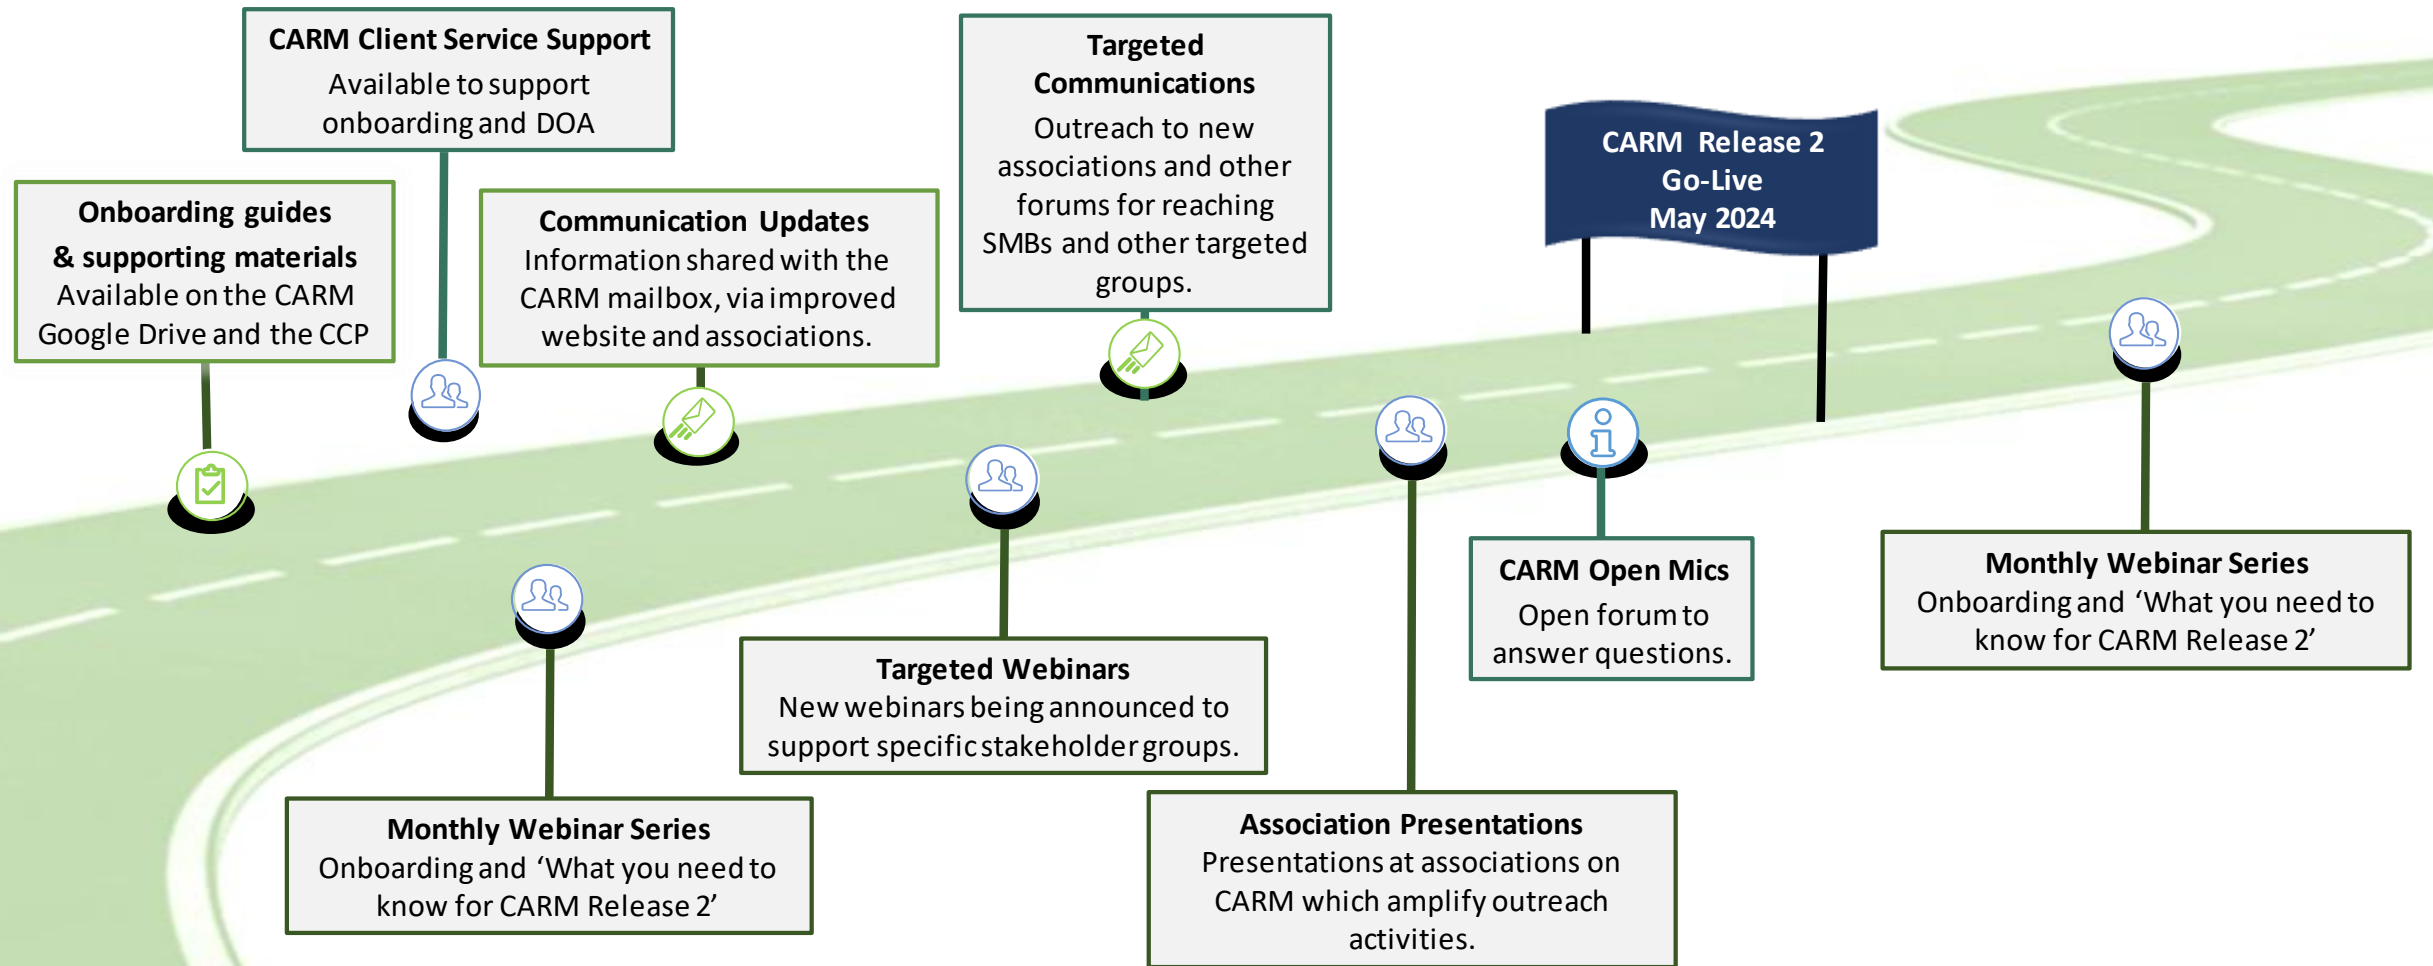 CARM Client Service Support
Available to support
onboarding and DOA
Targeted
Communications
Outreach to new
associations and other
forums for reaching
SMBs and other targeted
groups.
CARM Release 2
Go-Live
May 2024
Onboarding guides
& supporting materials
Available on the CARM
Google Drive and the CCP
Communication Updates
Information shared with the
CARM mailbox, via improved
website and associations.
CARM Open Mics
Open forum to
answer questions.
Monthly Webinar Series
Onboarding and ‘What you need to
know for CARM Release 2’
Targeted Webinars
New webinars being announced to
support specific stakeholder groups.
Monthly Webinar Series
Onboarding and ‘What you need to
know for CARM Release 2’
Association Presentations
Presentations at associations on
CARM which amplify outreach
activities.